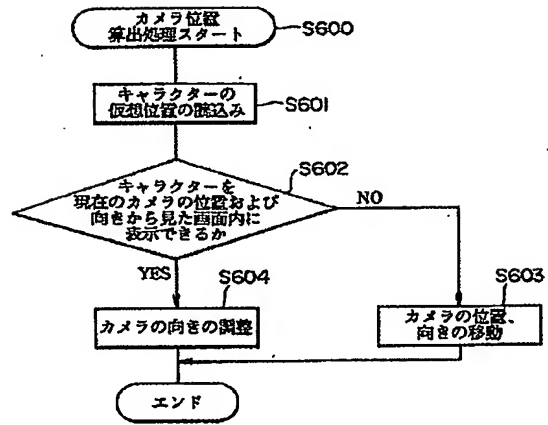 カメラ位置
算出処理スタート
S600
キャラクターの
仮想位置の読込み
S601
S602
キャラクターを
現在のカメラの位置および
向きから見た画面内に
表示できるか
NO
YES
S604
S603
カメラの向きの調整
カメラの位置、
向きの移動
エンド